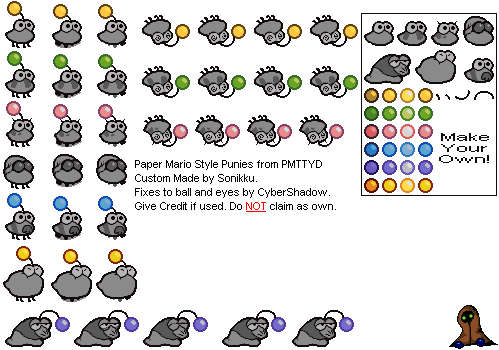 Paper Mario Style Punies from PMTTYD
Custom Made by Sonikku.
Fixes to ball and eyes by CyberShadow.
Give Credit if used. Do NOT claim as own.
Make
Your
Own!